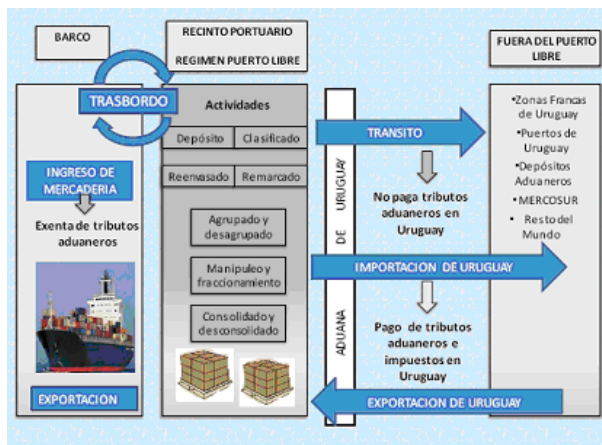 BARCO
RECINTO PORTUARIO
REGIMEN PUERTO LIBRE
FUERA DEL PUERTO
LIBRE
TRASBORDO
Actividades
Depósito
Clasificado
Reenvasado
Remarcado
Agrupado y
desagrupado
Manipuleo y
fraccionamiento
Consolidado y
desconsolidado
INGRESO DE
MERCADERIA
Exenta de tributos
aduaneros
EXPORTACION
ADUANA DE URUGUAY
TRANSITO
No paga tributos
aduaneros en
Uruguay
IMPORTACION DE URUGUAY
Pago de tributos
aduaneros e
impuestos en
Uruguay
EXPORTACION DE URUGUAY
•Zonas Francas
de Uruguay
•Puertos de
Uruguay
•Depósitos
Aduaneros
•MERCOSUR
• Resto del
Mundo